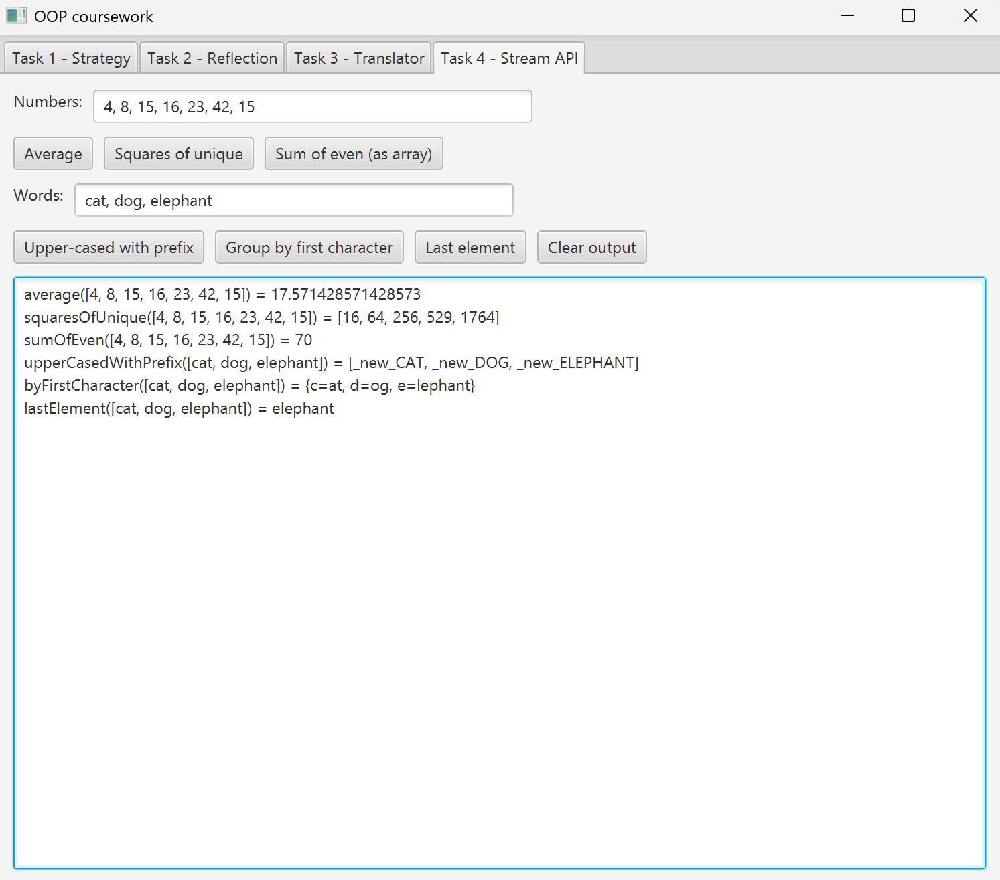 OOP coursework
Task 1 - Strategy Task 2 - Reflection Task 3 - Translator Task 4 - Stream API
Numbers: 4, 8, 15, 16, 23, 42, 15
Average Squares of unique Sum of even (as array)
Words: cat, dog, elephant
Upper-cased with prefix Group by first character Last element Clear output
average([4, 8, 15, 16, 23, 42, 15]) = 17.571428571428573
squaresOfUnique([4, 8, 15, 16, 23, 42, 15]) = [16, 64, 256, 529, 1764]
sumOfEven([4, 8, 15, 16, 23, 42, 15]) = 70
upperCasedWithPrefix([cat, dog, elephant]) = [_new_CAT, _new_DOG, _new_ELEPHANT]
byFirstCharacter([cat, dog, elephant]) = {c=at, d=og, e=lephant}
lastElement([cat, dog, elephant]) = elephant